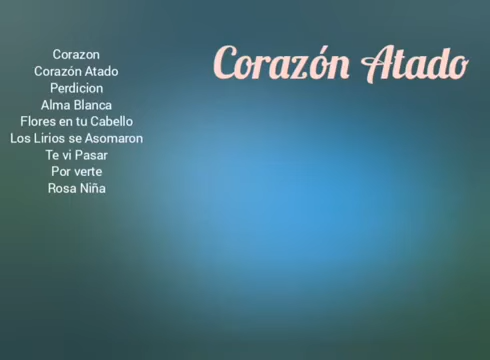 Corazón Atado
Corazon
Corazón Atado
Perdicion
Alma Blanca
Flores en tu Cabello
Los Lirios se Asomaron
Te vi Pasar
Por verte
Rosa Niña